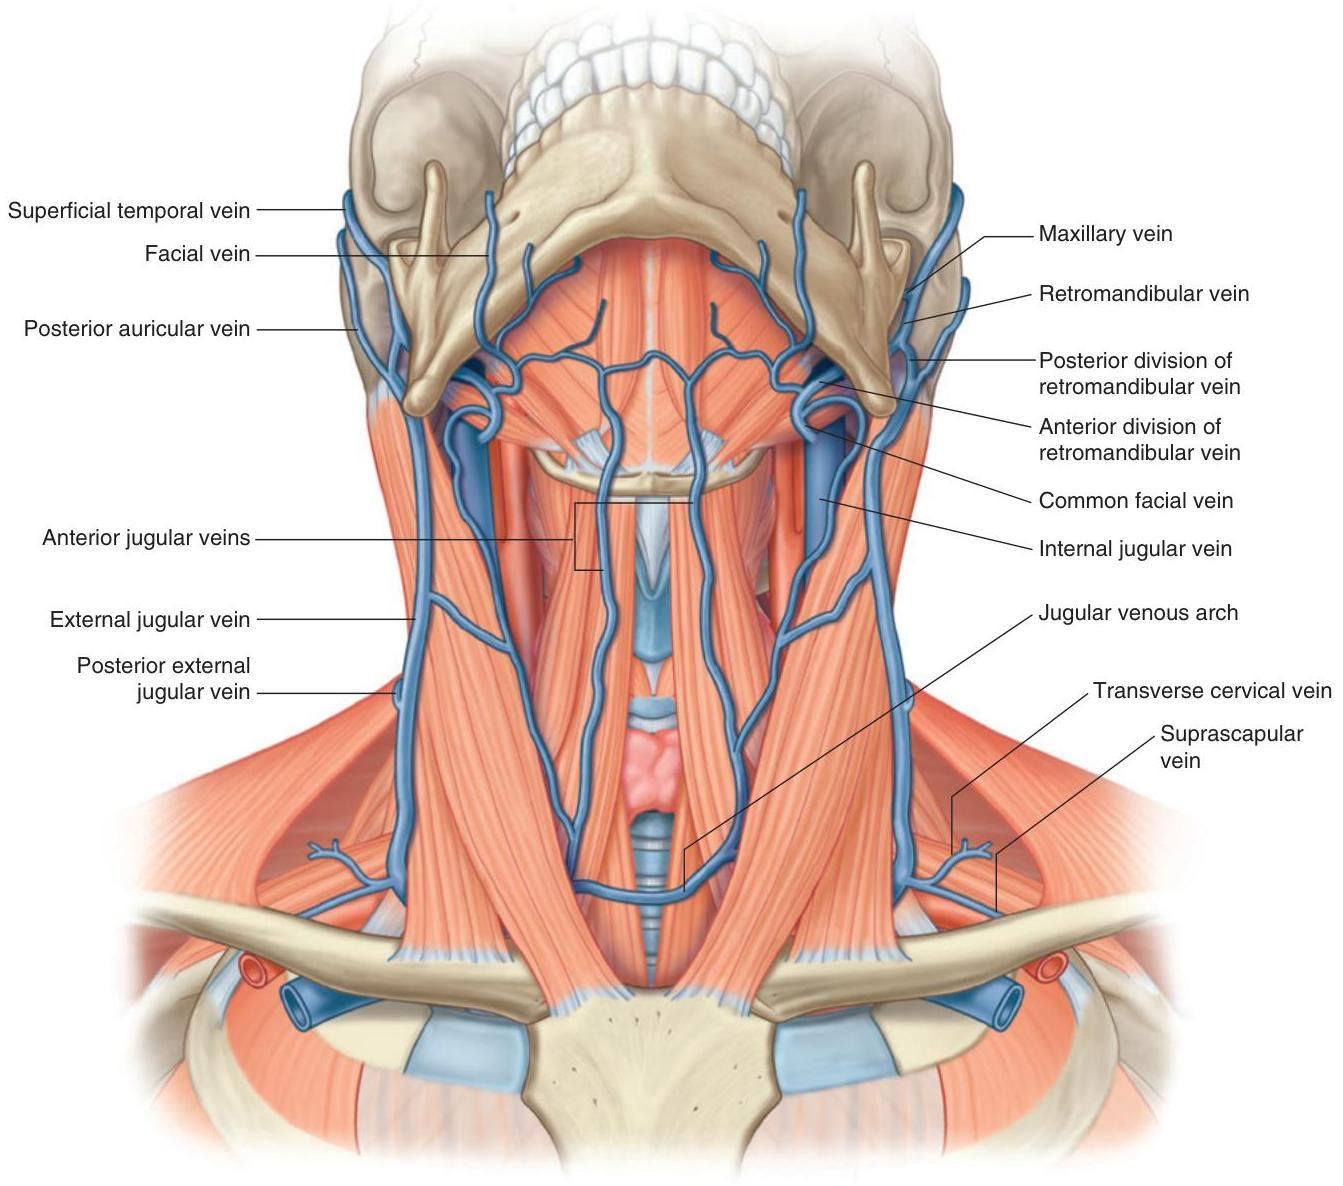 Superficial temporal vein
Facial vein
Posterior auricular vein
Anterior jugular veins
External jugular vein
Posterior external
jugular vein
Maxillary vein
Retromandibular vein
Posterior division of
retromandibular vein
Anterior division of
retromandibular vein
Common facial vein
Internal jugular vein
Jugular venous arch
Transverse cervical vein
Suprascapular
vein